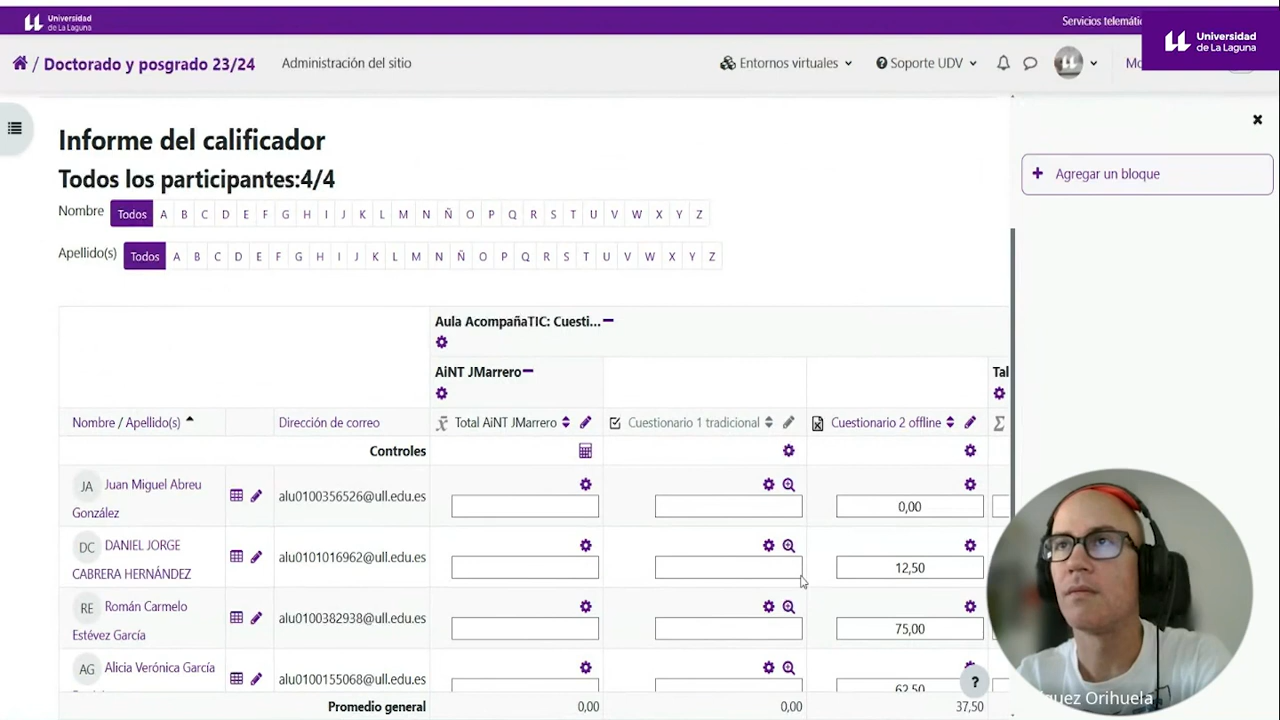 Universidad
de La Laguna
Servicios telemátic
Universidad
de La Laguna
/ Doctorado y posgrado 23/24
Administración del sitio
Entornos virtuales
Soporte UDV
Mo
Informe del calificador
Todos los participantes:4/4
Nombre Todos A B C D E F G H I J K L M N Ñ O P Q R S T U V W X Y Z
Apellido(s) Todos A B C D E F G H I J K L M N Ñ O P Q R S T U V W X Y Z
+ Agregar un bloque
Aula AcompañaTIC: Cuesti...
AiNT JMarrero
Tal
Nombre / Apellido(s) Dirección de correo Total AiNT JMarrero Cuestionario 1 tradicional Cuestionario 2 offline
Controles
JA Juan Miguel Abreu
González
alu0100356526@ull.edu.es 0,00
DC DANIEL JORGE
CABRERA HERNÁNDEZ
alu0101016962@ull.edu.es 12,50
RE Román Carmelo
Estévez García
alu0100382938@ull.edu.es 75,00
AG Alicia Verónica García
alu0100155068@ull.edu.es 62,50
Promedio general 0,00 0,00 37,50
?
guez Orihuela